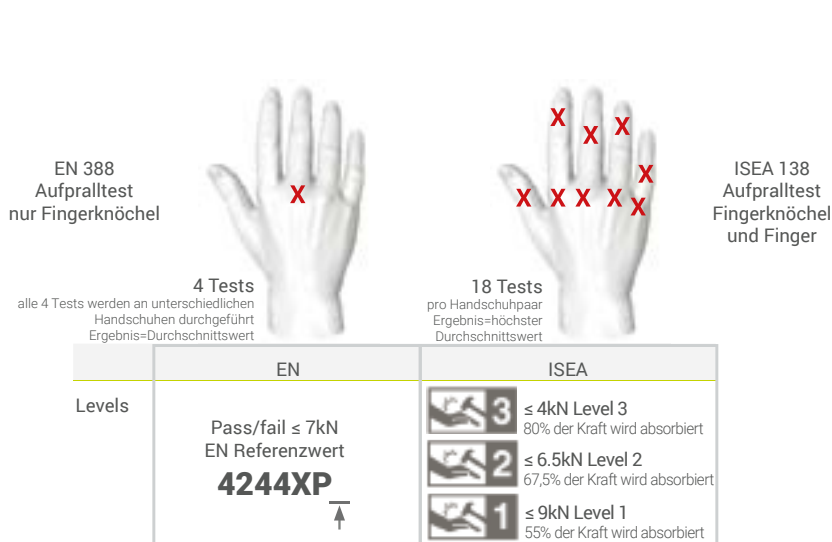 EN 388
Aufpralltest
nur Fingerknöchel
X
4 Tests
alle 4 Tests werden an unterschiedlichen
Handschuhen durchgeführt
Ergebnis=Durchschnittswert
X
X
X
X
X X X X X
ISEA 138
Aufpralltest
Fingerknöchel
und Finger
18 Tests
pro Handschuhpaar
Ergebnis=höchster
Durchschnittswert
EN
ISEA
Levels
Pass/fail ≤ 7kN
EN Referenzwert
4244XP
3
≤ 4kN Level 3
80% der Kraft wird absorbiert
2
≤ 6.5kN Level 2
67,5% der Kraft wird absorbiert
1
≤ 9kN Level 1
55% der Kraft wird absorbiert